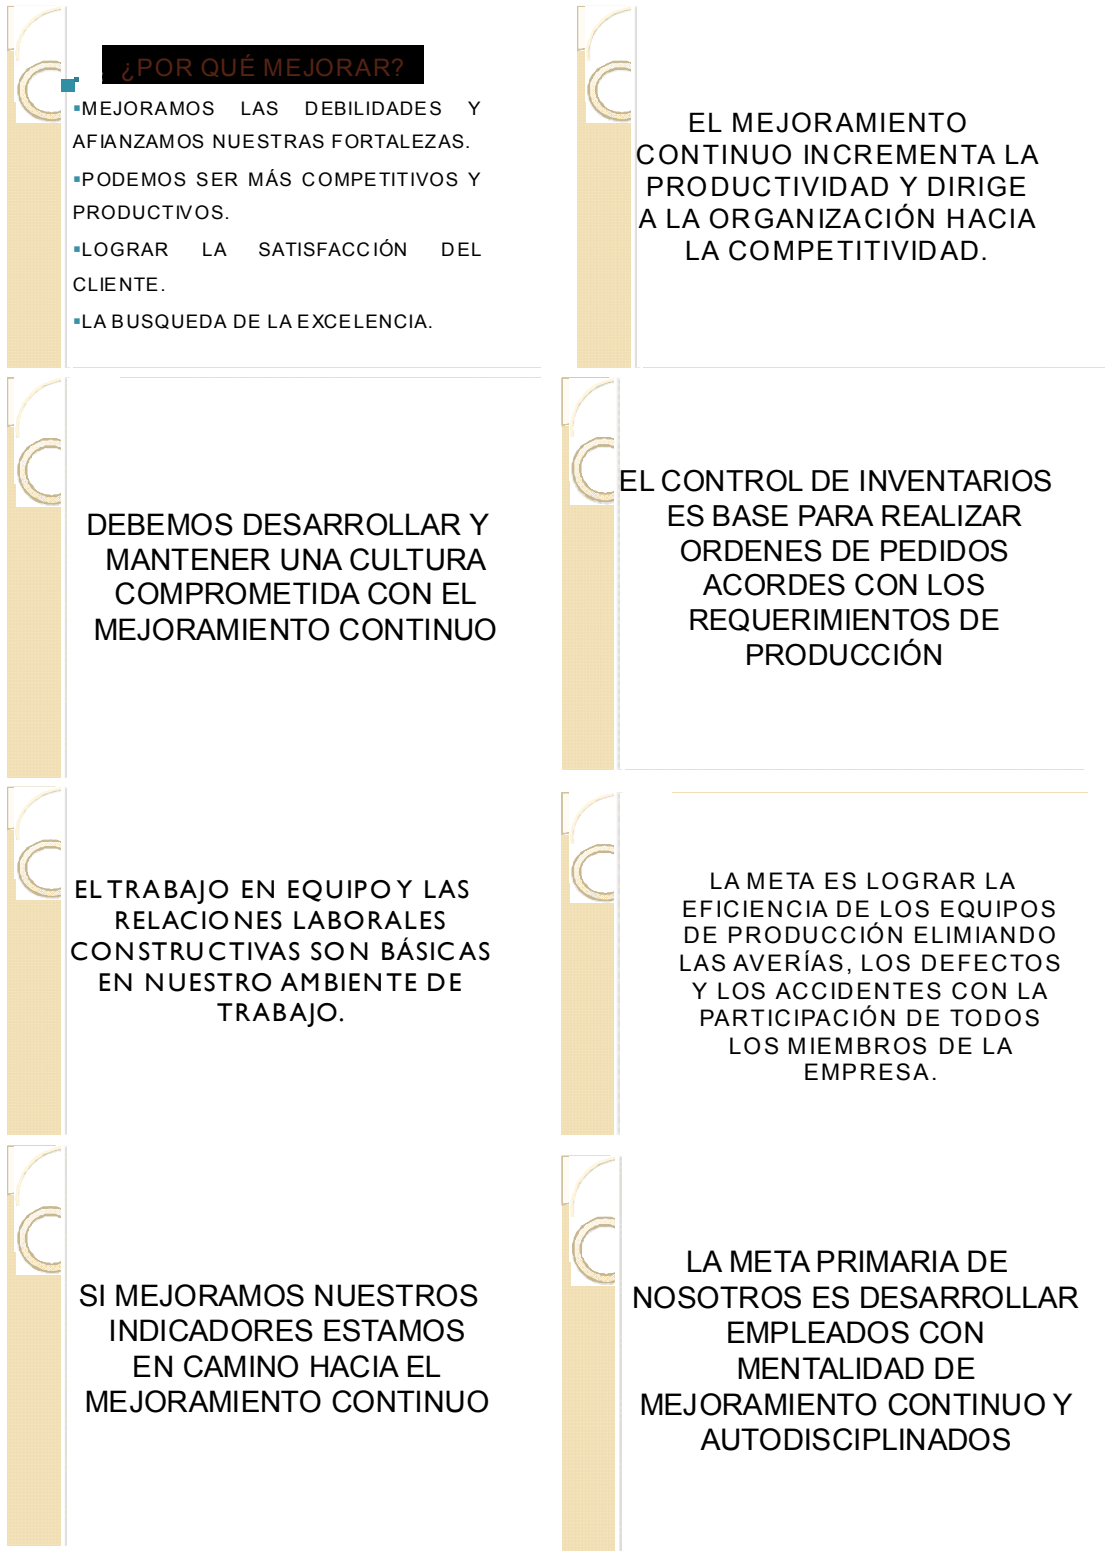 ¿POR QUÉ MEJORAR?
▪MEJORAMOS LAS DEBILIDADES Y
AFIANZAMOS NUESTRAS FORTALEZAS.
▪PODEMOS SER MÁS COMPETITIVOS Y
PRODUCTIVOS.
▪LOGRAR LA SATISFACCIÓN DEL
CLIENTE.
▪LA BUSQUEDA DE LA EXCELENCIA.
EL MEJORAMIENTO
CONTINUO INCREMENTA LA
PRODUCTIVIDAD Y DIRIGE
A LA ORGANIZACIÓN HACIA
LA COMPETITIVIDAD.
DEBEMOS DESARROLLAR Y
MANTENER UNA CULTURA
COMPROMETIDA CON EL
MEJORAMIENTO CONTINUO
EL CONTROL DE INVENTARIOS
ES BASE PARA REALIZAR
ORDENES DE PEDIDOS
ACORDES CON LOS
REQUERIMIENTOS DE
PRODUCCIÓN
EL TRABAJO EN EQUIPO Y LAS
RELACIONES LABORALES
CONSTRUCTIVAS SON BÁSICAS
EN NUESTRO AMBIENTE DE
TRABAJO.
LA META ES LOGRAR LA
EFICIENCIA DE LOS EQUIPOS
DE PRODUCCIÓN ELIMIANDO
LAS AVERÍAS, LOS DEFECTOS
Y LOS ACCIDENTES CON LA
PARTICIPACIÓN DE TODOS
LOS MIEMBROS DE LA
EMPRESA.
SI MEJORAMOS NUESTROS
INDICADORES ESTAMOS
EN CAMINO HACIA EL
MEJORAMIENTO CONTINUO
LA META PRIMARIA DE
NOSOTROS ES DESARROLLAR
EMPLEADOS CON
MENTALIDAD DE
MEJORAMIENTO CONTINUO Y
AUTODISCIPLINADOS